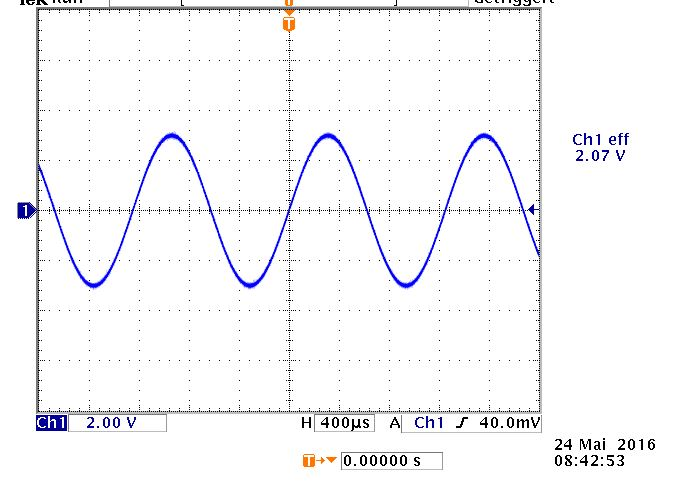 T
Ch1 eff
2.07 V
1
Ch1 2.00 V H 400µs A Ch1 40.0mV
24 Mai 2016
08:42:53
T 0.00000 s